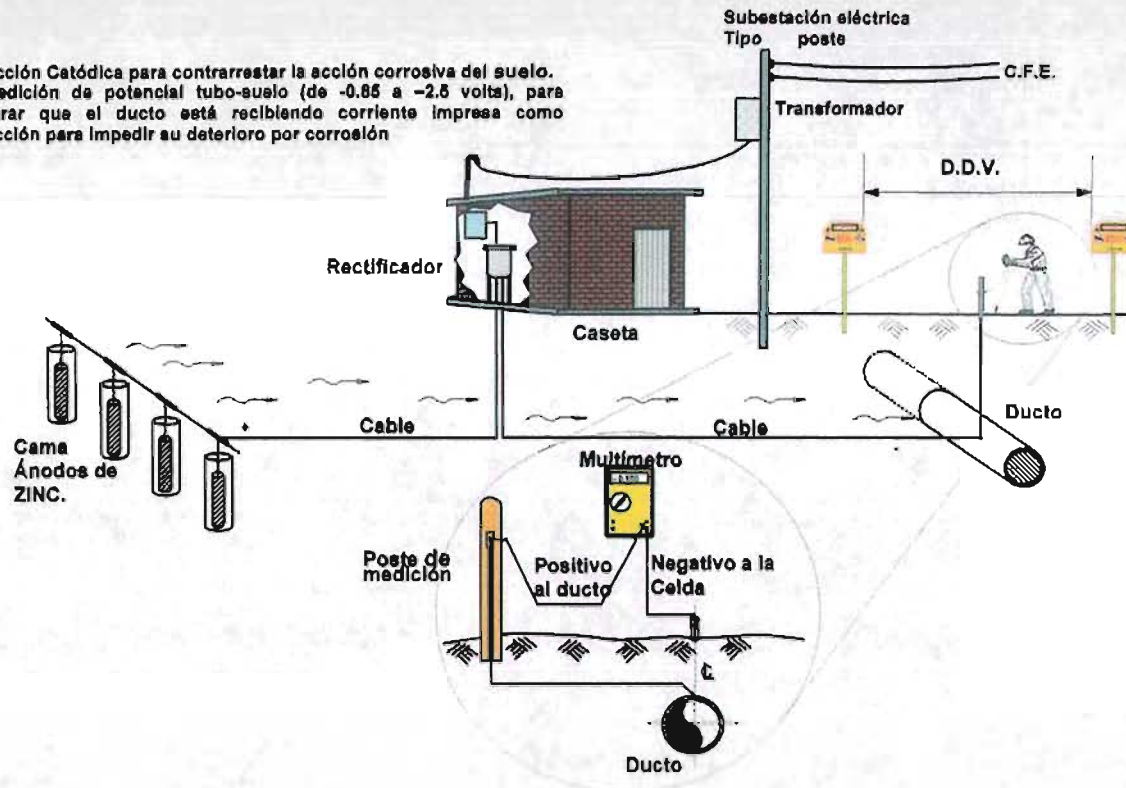 cción Catódica para contrarrestar la acción corrosiva del suelo.
edición de potencial tubo-suelo (de -0.85 a -2.5 volts), para
rar que el ducto está recibiendo corriente impresa como
cción para impedir su deterioro por corrosión
Subestación eléctrica
Tipo poste
C.F.E.
Transformador
D.D.V.
Rectificador
Caseta
Cable
Cable
Ducto
Cama
Ánodos de
ZINC.
Multímetro
Poste de
medición
Positivo
al ducto
Negativo a la
Celda
Ducto